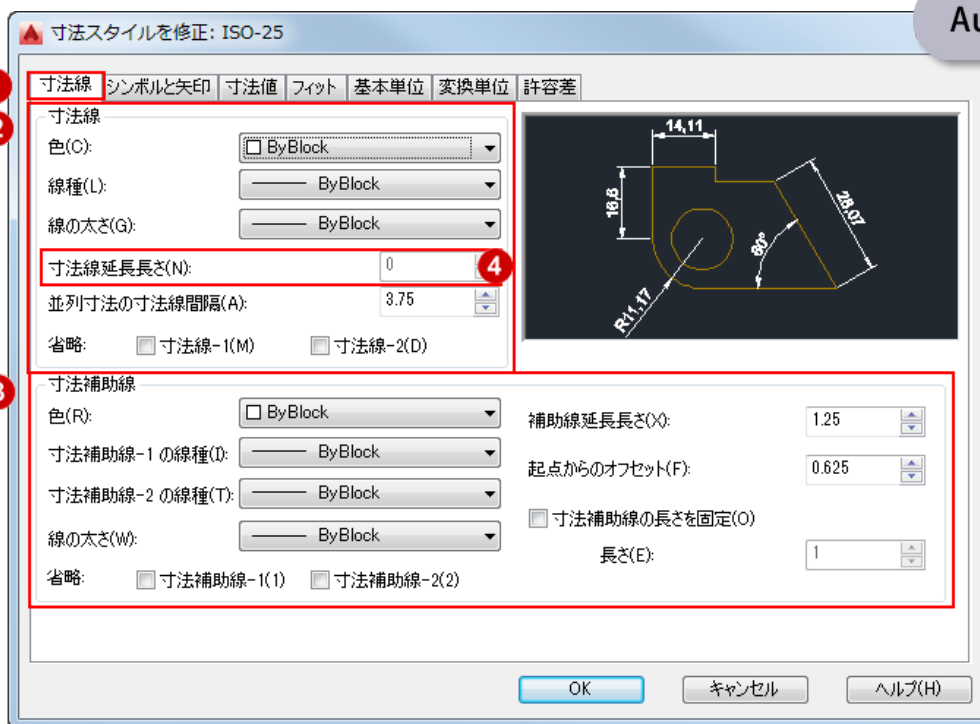 Au
寸法スタイルを修正: ISO-25
寸法線 シンボルと矢印 寸法値 フィット 基本単位 変換単位 許容差
2
寸法線
色(C): ByBlock
線種(L): ByBlock
線の太さ(G): ByBlock
寸法線延長長さ(N): 0 4
並列寸法の寸法線間隔(A): 3.75
省略: 寸法線-1(M) 寸法線-2(D)
14,11
16,6
28,07
60°
R11,17
3
寸法補助線
色(R): ByBlock
寸法補助線-1 の線種(I): ByBlock
寸法補助線-2 の線種(T): ByBlock
線の太さ(W): ByBlock
省略: 寸法補助線-1(1) 寸法補助線-2(2)
補助線延長長さ(X): 1.25
起点からのオフセット(F): 0.625
寸法補助線の長さを固定(O)
長さ(E): 1
OK キャンセル ヘルプ(H)